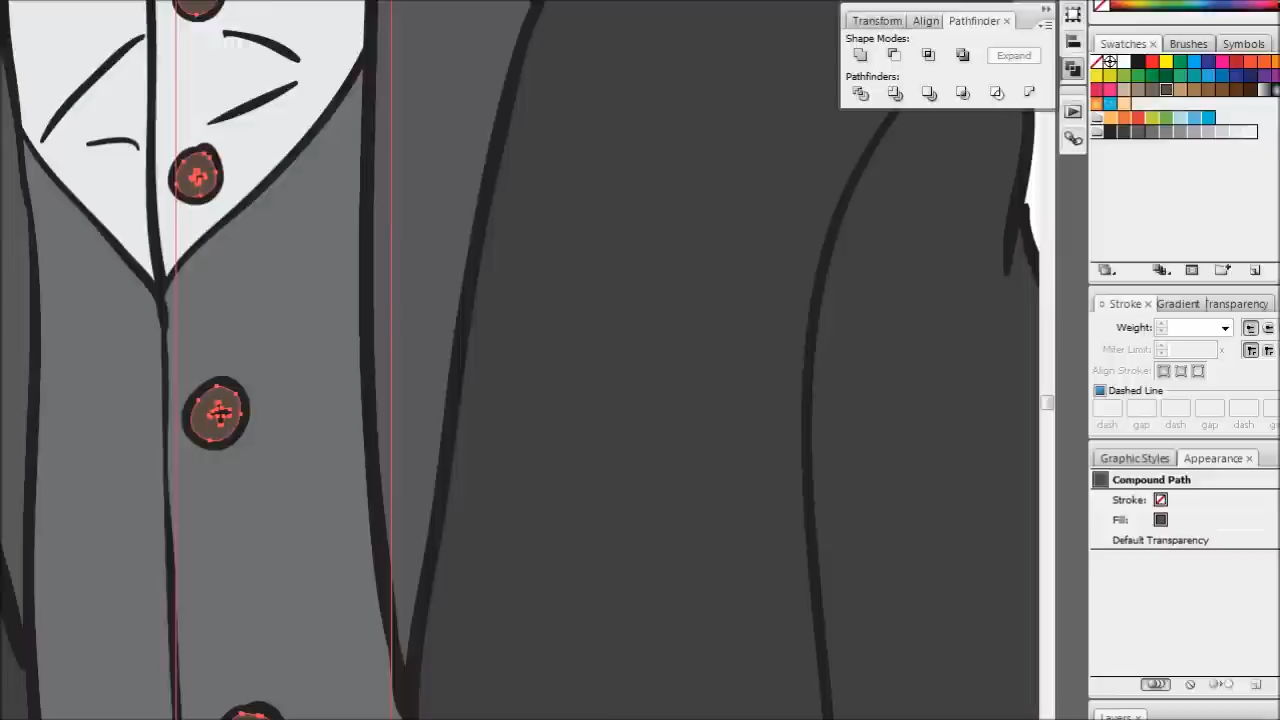 Transform Align Pathfinder ×
Shape Modes:
Expand
Pathfinders:
Swatches × Brushes Symbols
Stroke × Gradient Transparency
Weight:
Miter Limit: x
Align Stroke:
Dashed Line
dash gap dash gap dash
Graphic Styles Appearance ×
Compound Path
Stroke:
Fill:
Default Transparency
Layers